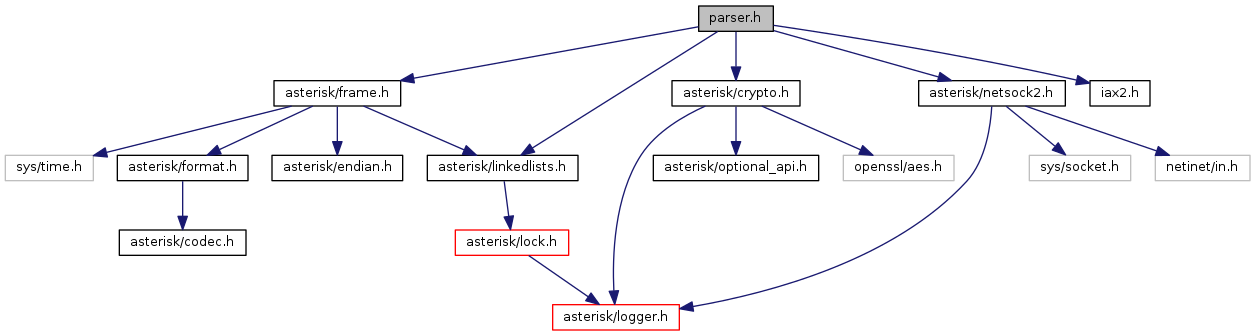 parser.h
asterisk/frame.h
asterisk/crypto.h
asterisk/netsock2.h
iax2.h
sys/time.h
asterisk/format.h
asterisk/endian.h
asterisk/linkedlists.h
asterisk/optional_api.h
openssl/aes.h
sys/socket.h
netinet/in.h
asterisk/codec.h
asterisk/lock.h
asterisk/logger.h